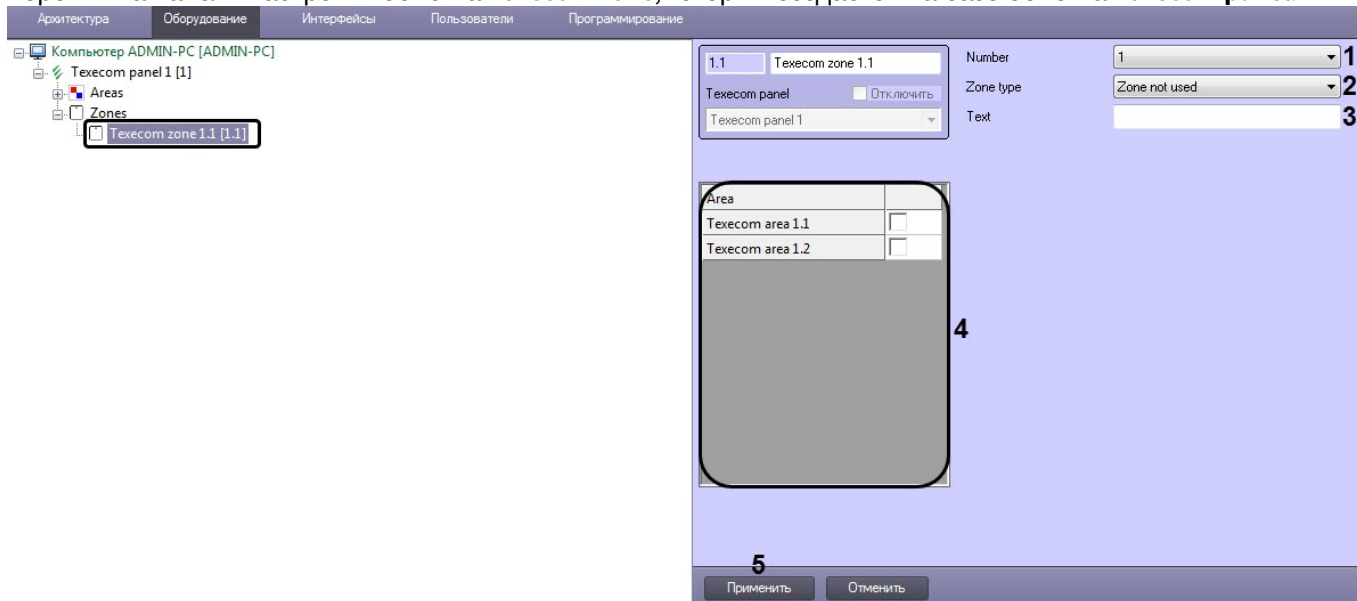 Архитектура Оборудование Интерфейсы Пользователи Программирование
Компьютер ADMIN-PC [ADMIN-PC]
Texecom panel 1 [1]
Areas
Zones
Texecom zone 1.1 [1.1]
1.1 Texecom zone 1.1
Texecom panel Отключить
Texecom panel 1
Number 1 1
Zone type Zone not used 2
Text 3
Area
Texecom area 1.1
Texecom area 1.2
4
5
Применить Отменить